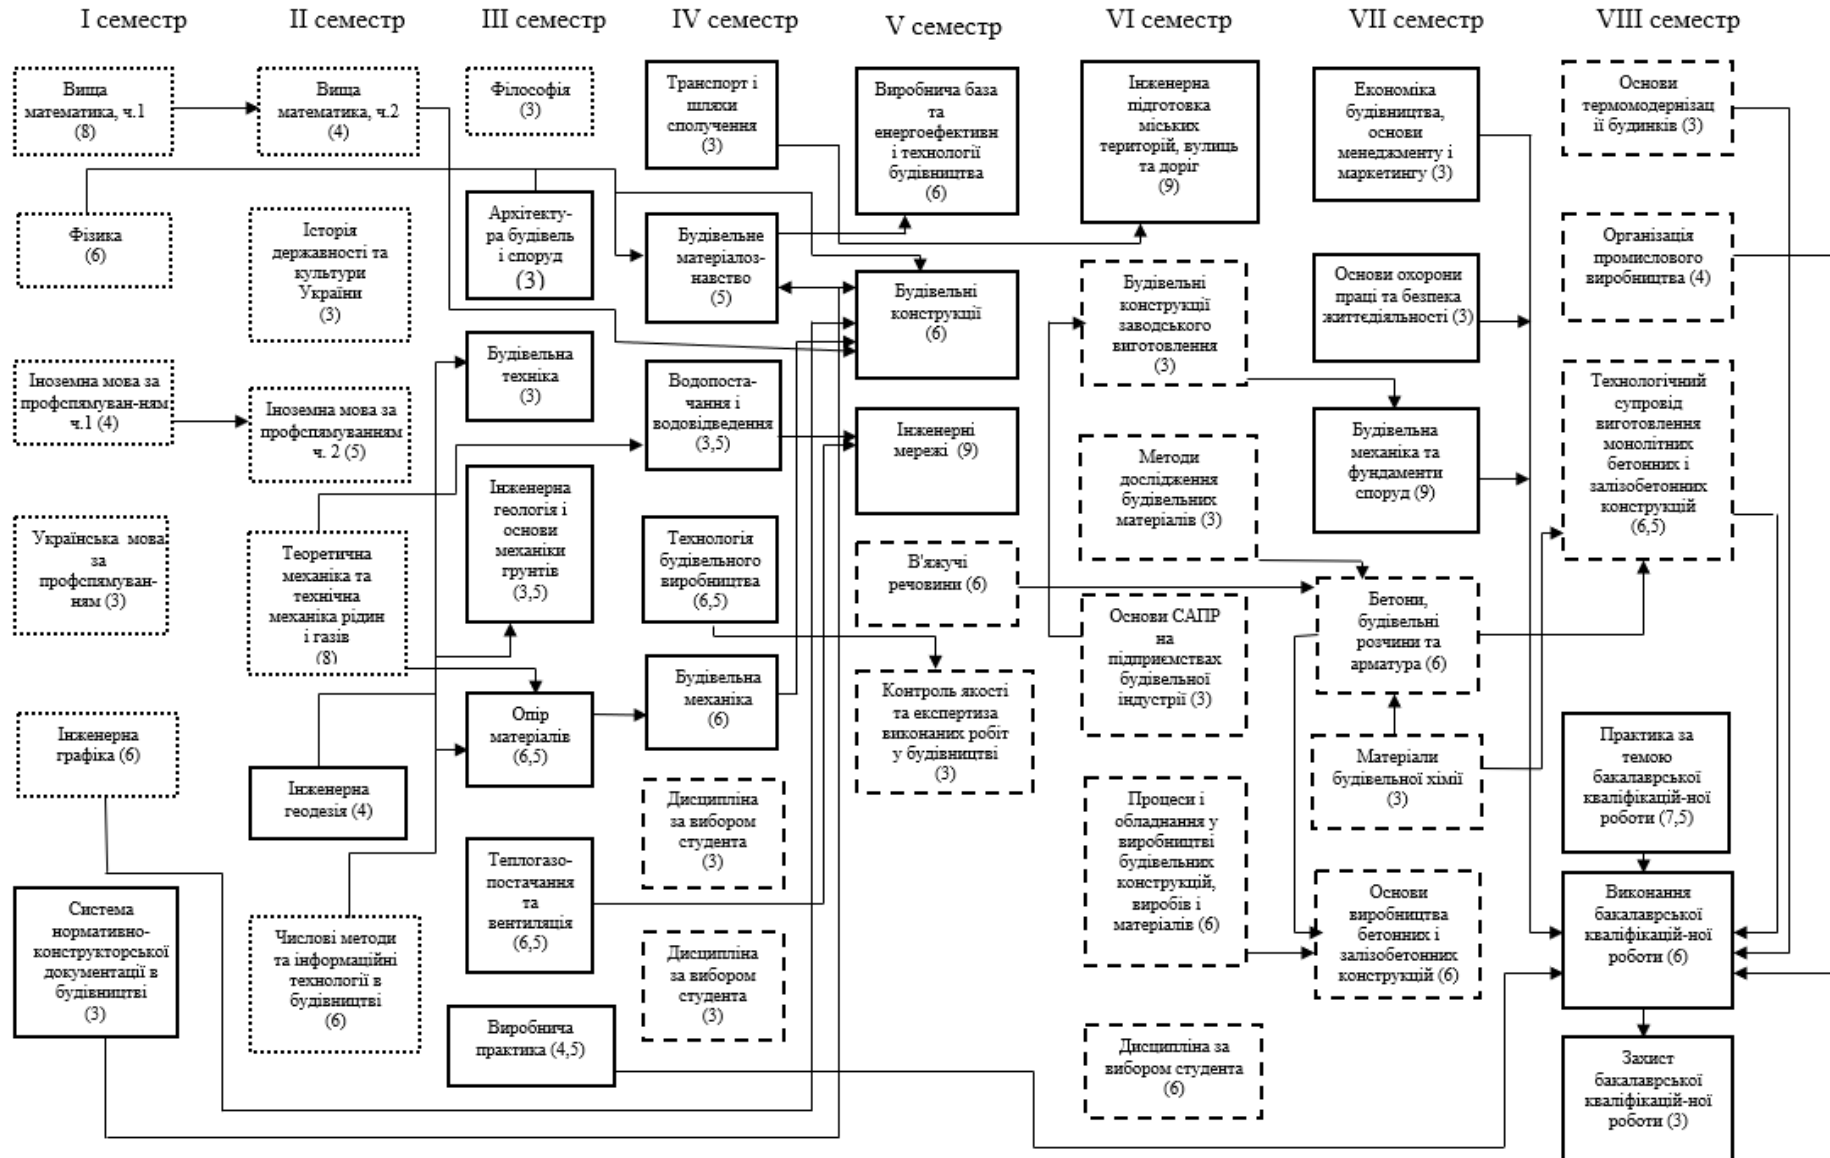 I семестр
II семестр
III семестр
IV семестр
V семестр
VI семестр
VII семестр
VIII семестр
Вища
математика, ч.1
(8)
Фізика
(6)
Іноземна мова за
профспямуван-ням
ч.1 (4)
Українська мова
за
профспямуван-
ням (3)
Інженерна
графіка (6)
Система
нормативно-
конструкторської
документації в
будівництві
(3)
Вища
математика, ч.2
(4)
Історія
державності та
культури
України
(3)
Іноземна мова за
профспямуванням
ч. 2 (5)
Теоретична
механіка та
технічна
механіка рідин
і газів
(8)
Інженерна
геодезія (4)
Числові методи
та інформаційні
технології в
будівництві
(6)
Філософія
(3)
Архітекту-
ра будівель
і споруд
(3)
Будівельна
техніка
(3)
Інженерна
геологія і
основи
механіки
грунтів
(3,5)
Опір
матеріалів
(6,5)
Теплогазо-
постачання
та
вентиляція
(6,5)
Виробнича
практика (4,5)
Транспорт і
шляхи
сполучення
(3)
Будівельне
матеріалоз-
навство
(5)
Водопоста-
чання і
водовідведення
(3,5)
Технологія
будівельного
виробництва
(6,5)
Будівельна
механіка
(6)
Дисципліна
за вибором
студента
(3)
Дисципліна
за вибором
студента
(3)
Виробнича база
та
енергоефективн
і технології
будівництва
(6)
Будівельні
конструкції
(6)
Інженерні
мережі (9)
В'яжучі
речовини (6)
Контроль якості
та експертиза
виконаних робіт
у будівництві
(3)
Інженерна
підготовка
міських
територій, вулиць
та доріг
(9)
Будівельні
конструкції
заводського
виготовлення
(3)
Методи
дослідження
будівельних
матеріалів (3)
Основи САПР
на
підприємствах
будівельної
індустрії (3)
Процеси і
обладнання у
виробництві
будівельних
конструкцій,
виробів і
матеріалів (6)
Дисципліна за
вибором студента
(6)
Економіка
будівництва,
основи
менеджменту і
маркетингу (3)
Основи охорони
праці та безпека
життєдіяльності (3)
Будівельна
механіка та
фундаменти
споруд (9)
Бетони,
будівельні
розчини та
арматура (6)
Матеріали
будівельної хімії
(3)
Основи
виробництва
бетонних і
залізобетонних
конструкцій (6)
Основи
термомодернізац
ії будинків (3)
Організація
промислового
виробництва (4)
Технологічний
супровід
виготовлення
монолітних
бетонних і
залізобетонних
конструкцій
(6,5)
Практика за
темою
бакалаврської
кваліфікацій-ної
роботи (7,5)
Виконання
бакалаврської
кваліфікацій-ної
роботи
(6)
Захист
бакалаврської
кваліфікацій-ної
роботи (3)